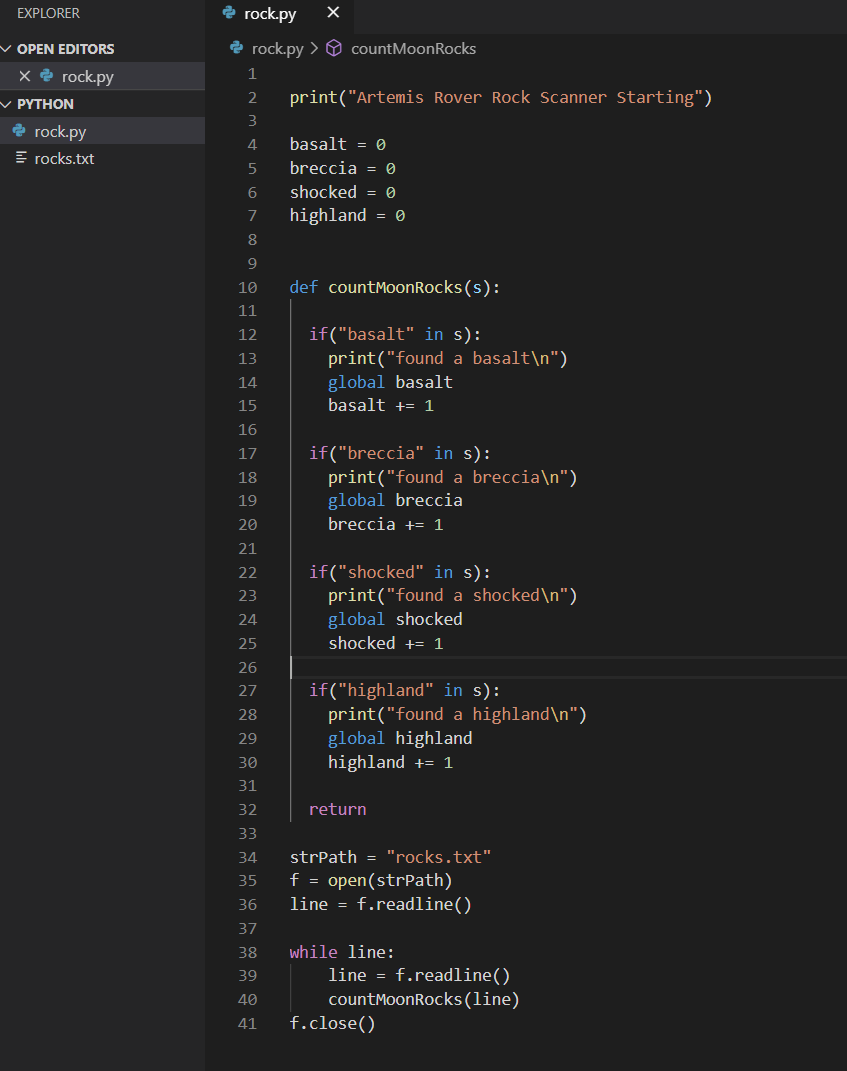 EXPLORER
OPEN EDITORS
rock.py
PYTHON
rock.py
rocks.txt
rock.py
rock.py > countMoonRocks
1
2 print("Artemis Rover Rock Scanner Starting")
3
4 basalt = 0
5 breccia = 0
6 shocked = 0
7 highland = 0
8
9
10 def countMoonRocks(s):
11
12   if("basalt" in s):
13     print("found a basalt\n")
14     global basalt
15     basalt += 1
16
17   if("breccia" in s):
18     print("found a breccia\n")
19     global breccia
20     breccia += 1
21
22   if("shocked" in s):
23     print("found a shocked\n")
24     global shocked
25     shocked += 1
26
27   if("highland" in s):
28     print("found a highland\n")
29     global highland
30     highland += 1
31
32   return
33
34 strPath = "rocks.txt"
35 f = open(strPath)
36 line = f.readline()
37
38 while line:
39     line = f.readline()
40     countMoonRocks(line)
41 f.close()